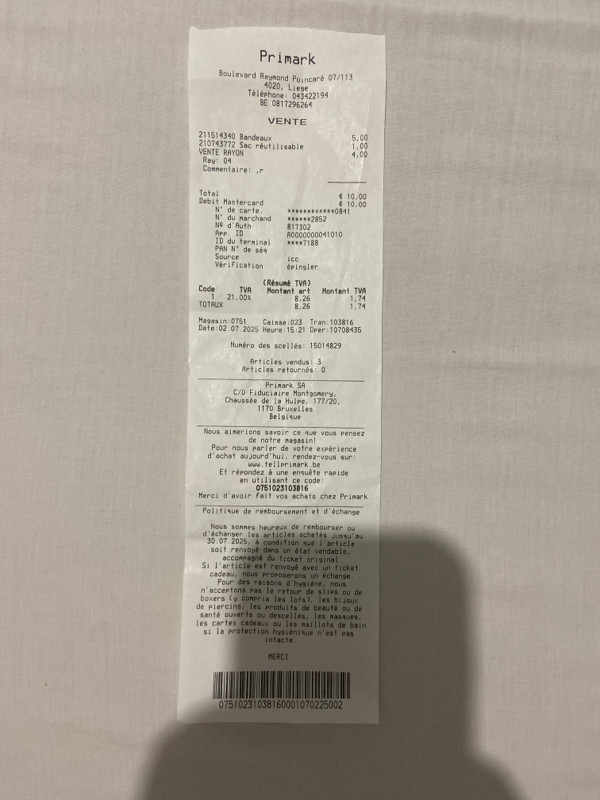 Primark
Boulevard Raymond Poincaré 07/113
4020, Liege
Téléphone: 043422194
BE 0817296264
VENTE
211514340 Bandeaux 5,00
210743772 Sac réutilisable 1,00
VENTE RAYON 4,00
Ray: 04
Commentaire: ,r
Total € 10,00
Debit Mastercard € 10,00
N° de carte. ************0841
N° du marchand ******2852
Nº d'Auth 817302
App. ID A0000000041010
ID du terminal ****7188
PAN N° de séq
Source icc
Vérification épingler
(Résumé TVA)
Code TVA Montant art Montant TVA
1 21,00% 8,26 1,74
TOTAUX 8,26 1,74
Magasin:0751 Caisse:023 Tran:103816
Date:02.07.2025 Heure:15:21 Oper:10708435
Numéro des scellés: 15014829
Articles vendus: 3
Articles retournés: 0
Primark SA
C/O Fiduciaire Montgomery,
Chaussée de la Hulpe, 177/20,
1170 Bruxelles
Belgique
Nous aimerions savoir ce que vous pensez
de notre magasin!
Pour nous parler de votre expérience
d'achat aujourd'hui, rendez-vous sur:
www.tellprimark.be
Et répondez à une enquête rapide
en utilisant ce code:
0751023103816
Merci d'avoir fait vos achats chez Primark
Politique de remboursement et d'échange
Nous sommes heureux de rembourser ou
d'échanger les articles achetés jusqu'au
30.07.2025, à condition que l'article
soit renvoyé dans un état vendable,
accompagné du ticket original.
Si l'article est renvoyé avec un ticket
cadeau, nous proposerons un échange.
Pour des raisons d'hygiène, nous
n'acceptons pas le retour de slips ou de
boxers (y compris les lots), les bijoux
de piercing, les produits de beauté ou de
santé ouverts ou descellés, les masques,
les cartes cadeaux ou les maillots de bain
si la protection hygiénique n'est pas
intacte.
MERCI
07510231038160001070225002